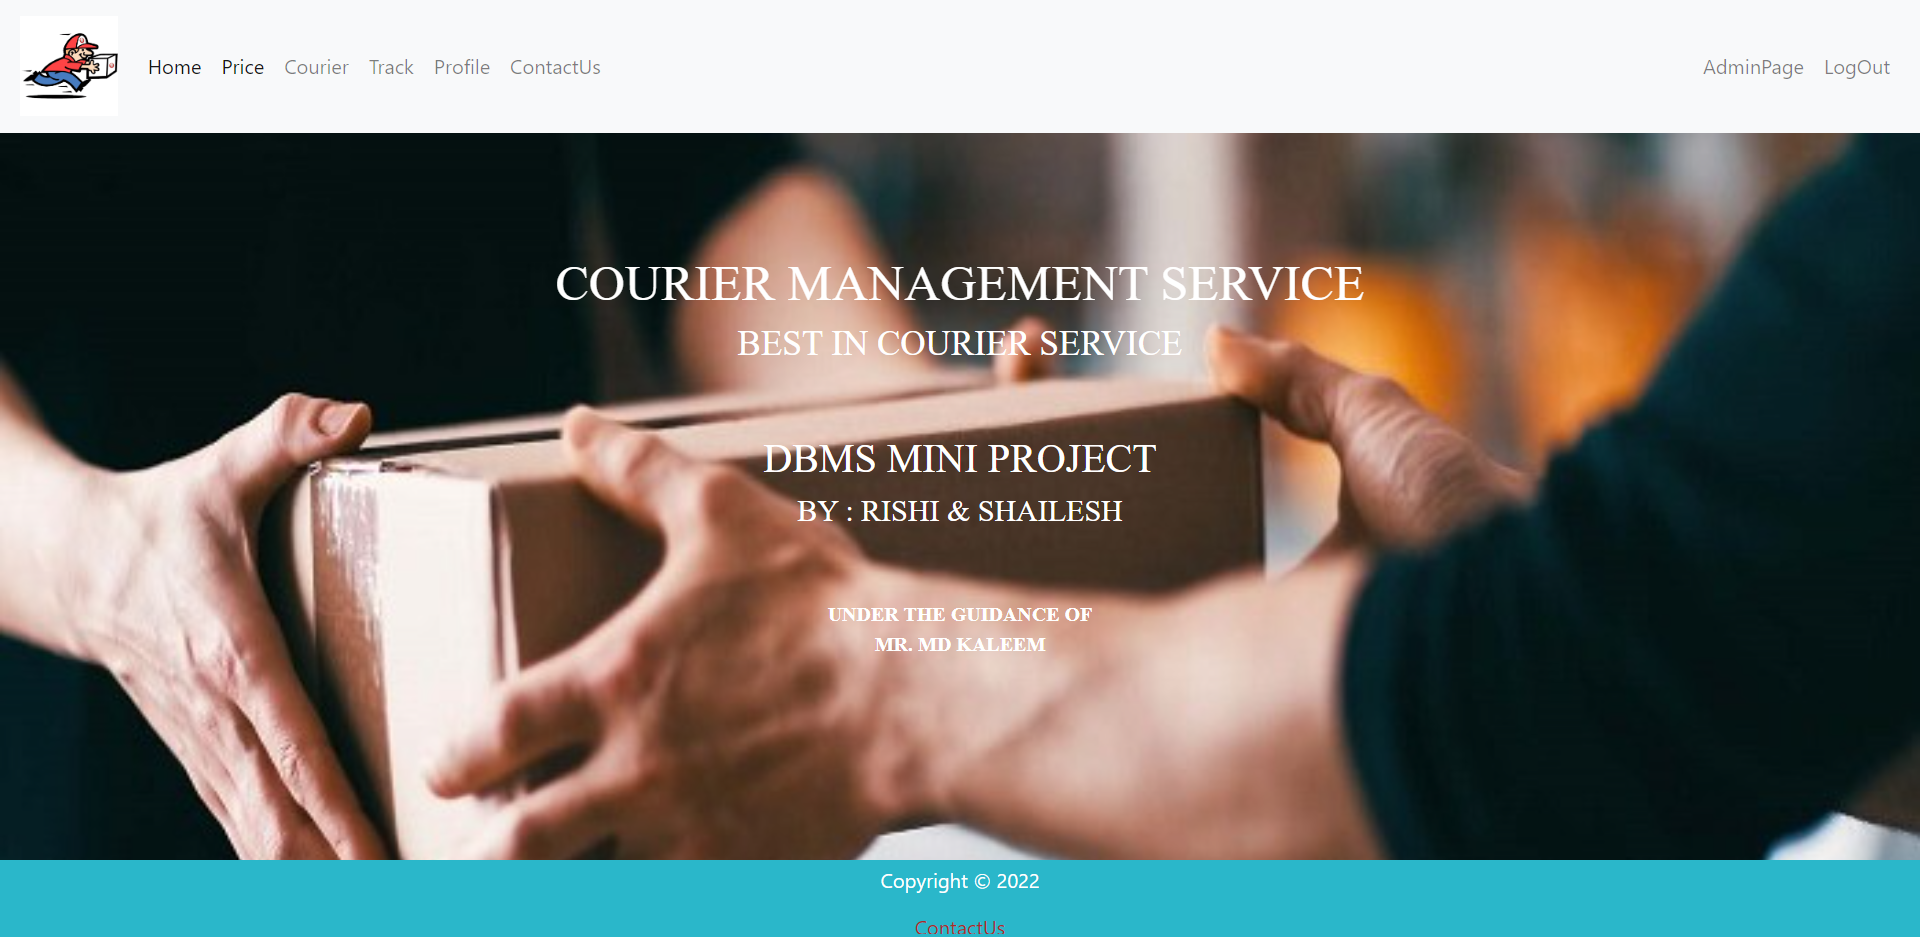 Home Price Courier Track Profile ContactUs AdminPage LogOut
COURIER MANAGEMENT SERVICE
BEST IN COURIER SERVICE
DBMS MINI PROJECT
BY : RISHI & SHAILESH
UNDER THE GUIDANCE OF
MR. MD KALEEM
Copyright © 2022
ContactUs